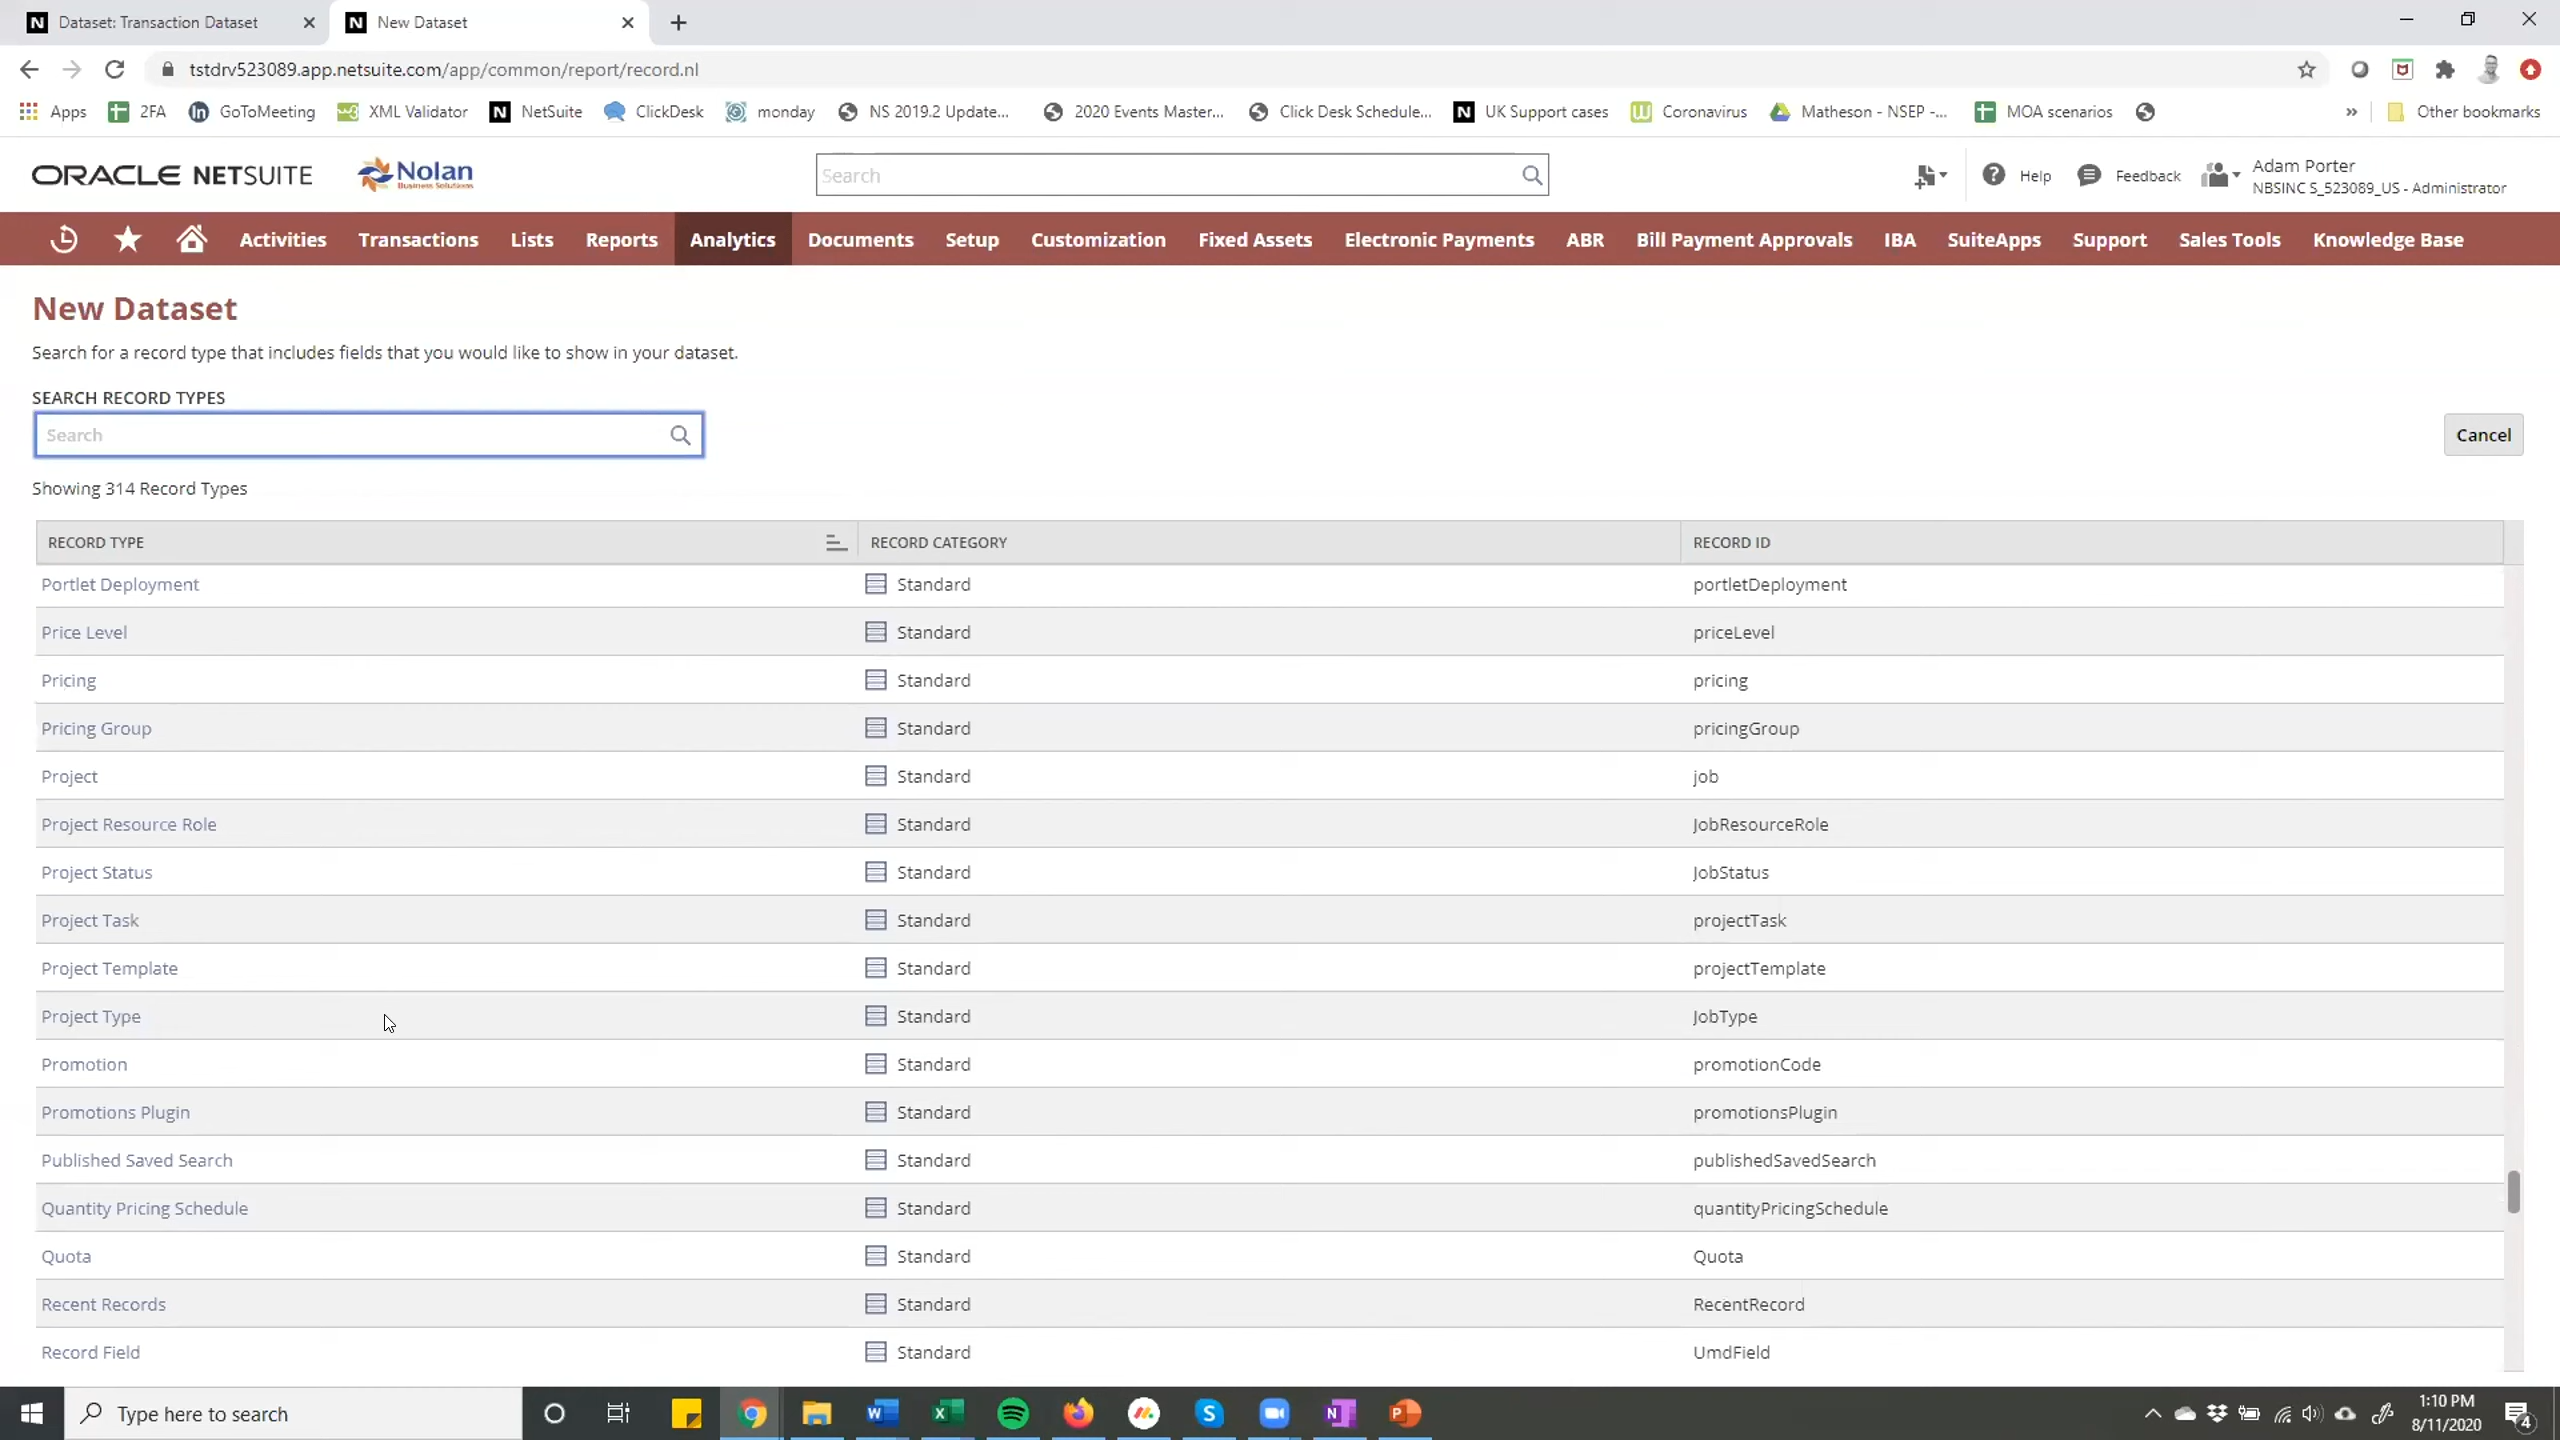 Dataset: Transaction Dataset
New Dataset
tstdrv523089.app.netsuite.com/app/common/report/record.nl
Apps 2FA GoToMeeting XML Validator NetSuite ClickDesk monday NS 2019.2 Update... 2020 Events Master... Click Desk Schedule... UK Support cases Coronavirus Matheson - NSEP -... MOA scenarios » Other bookmarks
ORACLE NETSUITE
Nolan
Business Solutions
Search
Help
Feedback
Adam Porter
NBSINC S_523089_US - Administrator
Activities Transactions Lists Reports Analytics Documents Setup Customization Fixed Assets Electronic Payments ABR Bill Payment Approvals IBA SuiteApps Support Sales Tools Knowledge Base
New Dataset
Search for a record type that includes fields that you would like to show in your dataset.
SEARCH RECORD TYPES
Search
Cancel
Showing 314 Record Types
RECORD TYPE RECORD CATEGORY RECORD ID
Portlet Deployment Standard portletDeployment
Price Level Standard priceLevel
Pricing Standard pricing
Pricing Group Standard pricingGroup
Project Standard job
Project Resource Role Standard JobResourceRole
Project Status Standard JobStatus
Project Task Standard projectTask
Project Template Standard projectTemplate
Project Type Standard JobType
Promotion Standard promotionCode
Promotions Plugin Standard promotionsPlugin
Published Saved Search Standard publishedSavedSearch
Quantity Pricing Schedule Standard quantityPricingSchedule
Quota Standard Quota
Recent Records Standard RecentRecord
Record Field Standard UmdField
Type here to search
1:10 PM
8/11/2020
4